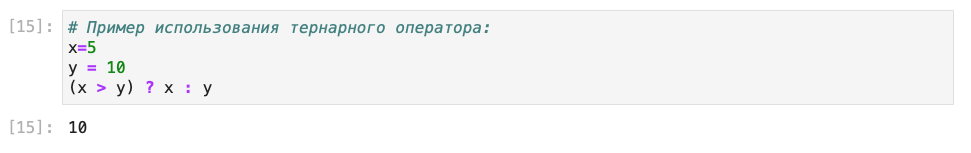 [15]: # Пример использования тернарного оператора:
x=5
y = 10
(x > y) ? x : y
[15]: 10